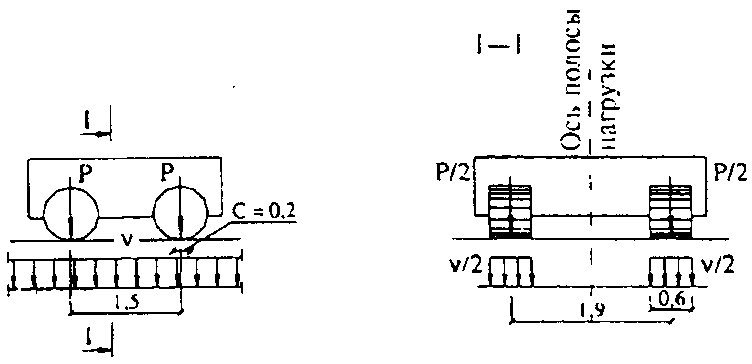 I
P
P
C = 0,2
v
1,5
I
I – I
Ось полосы
нагрузки
P/2
P/2
v/2
v/2
0,6
1,9